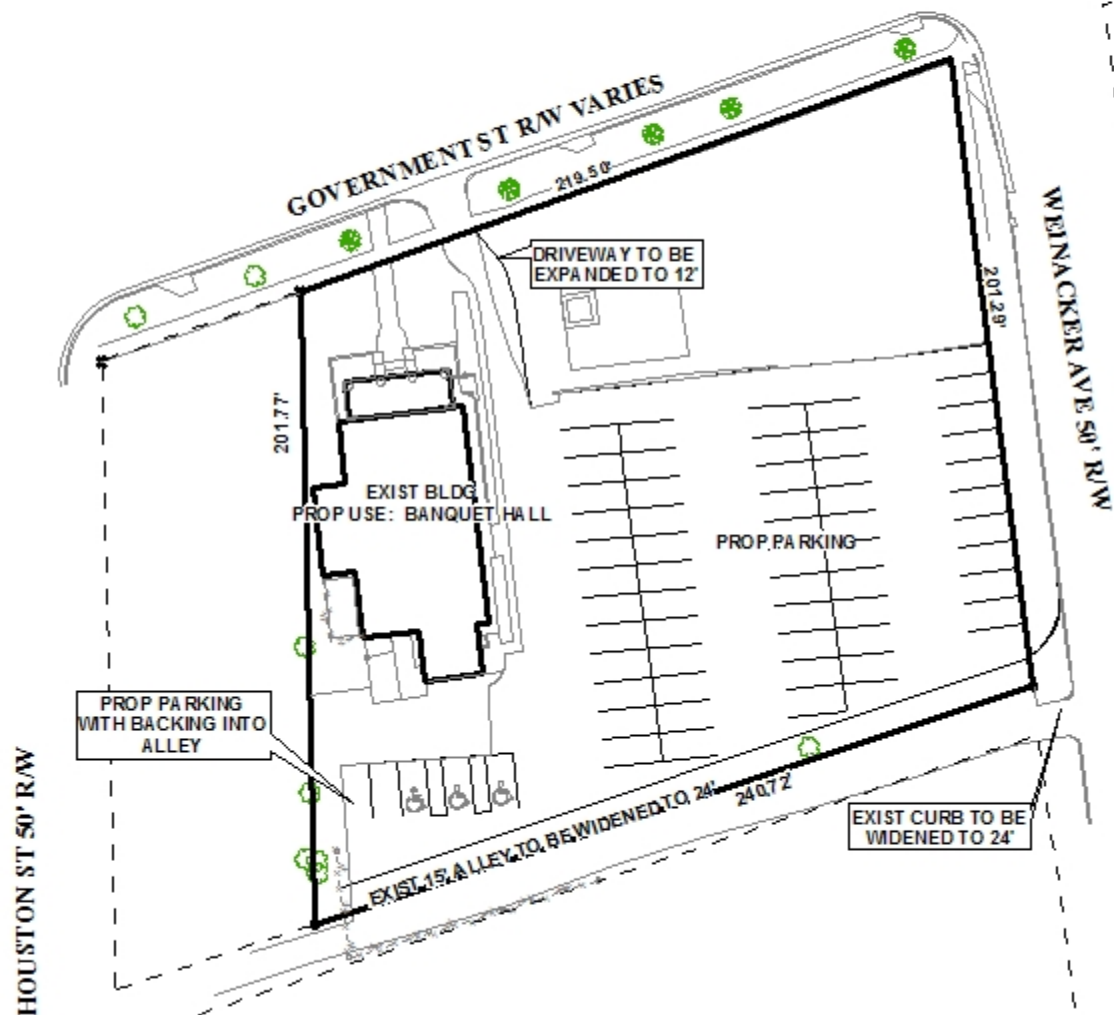 GOVERNMENT ST R/W VARIES
219.50'
DRIVEWAY TO BE
EXPANDED TO 12'
WEINACKER AVE 50' R/W
201.29'
201.77'
EXIST BLDG
PROP USE: BANQUET HALL
PROP PARKING
PROP PARKING
WITH BACKING INTO
ALLEY
HOUSTON ST 50' R/W
EXIST 15' ALLEY TO BE WIDENED TO 24'
240.72'
EXIST CURB TO BE
WIDENED TO 24'